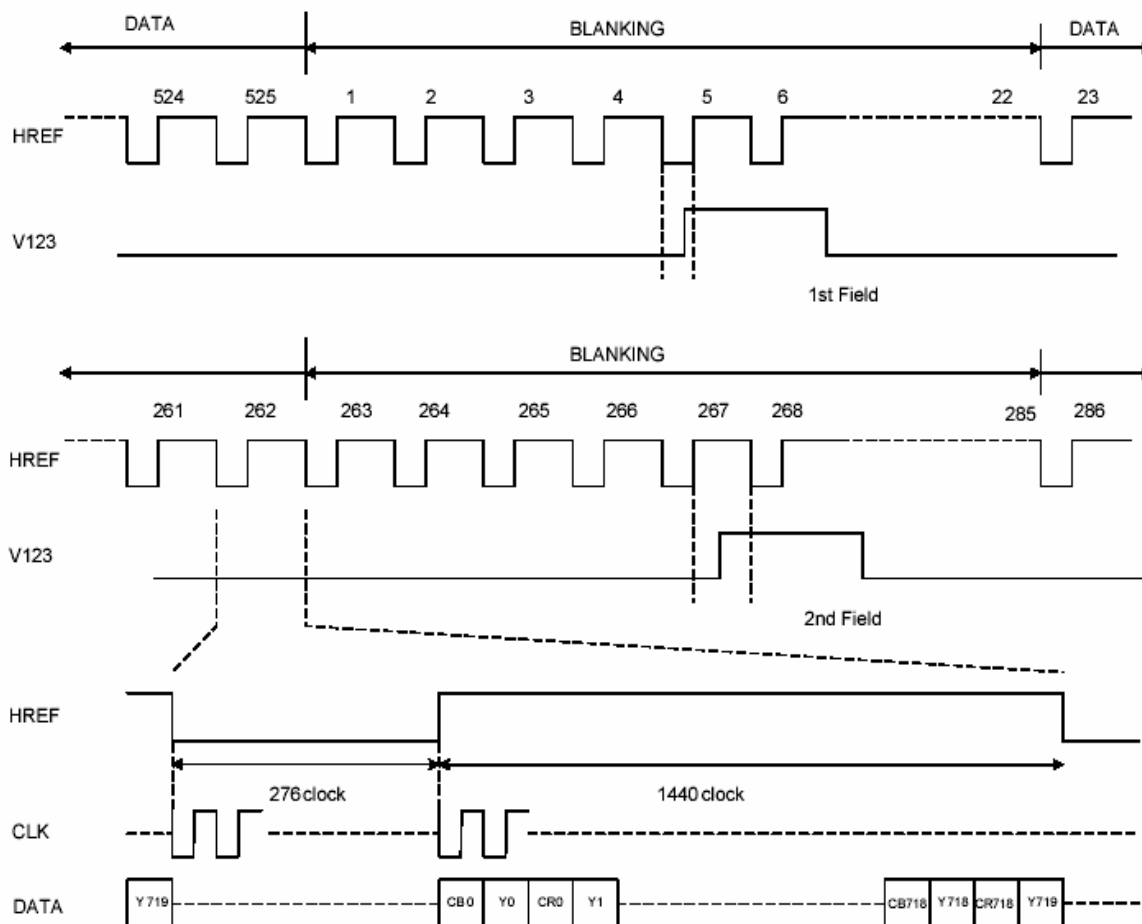 DATA BLANKING DATA
524 525 1 2 3 4 5 6 22 23
HREF
V123
1st Field
BLANKING
261 262 263 264 265 266 267 268 285 286
HREF
V123
2nd Field
HREF
276 clock 1440 clock
CLK
DATA Y719 CB0 Y0 CR0 Y1 CB718 Y718 CR718 Y719